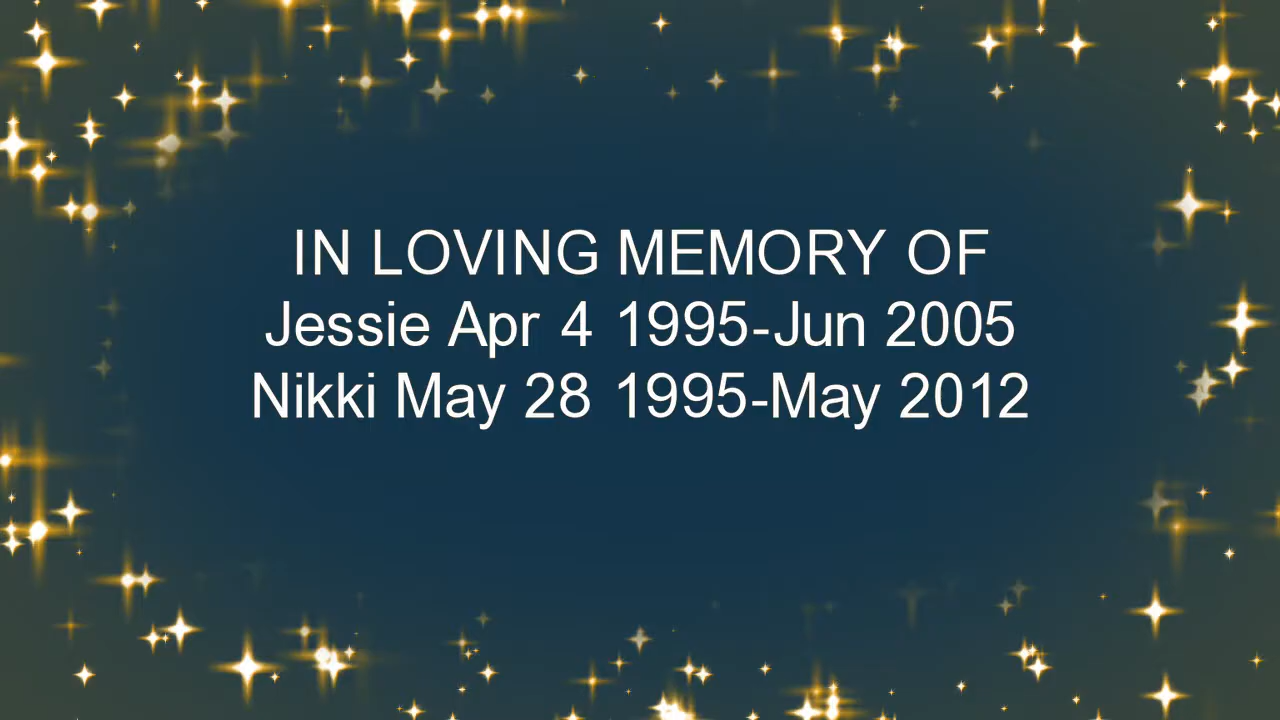 IN LOVING MEMORY OF
Jessie Apr 4 1995-Jun 2005
Nikki May 28 1995-May 2012